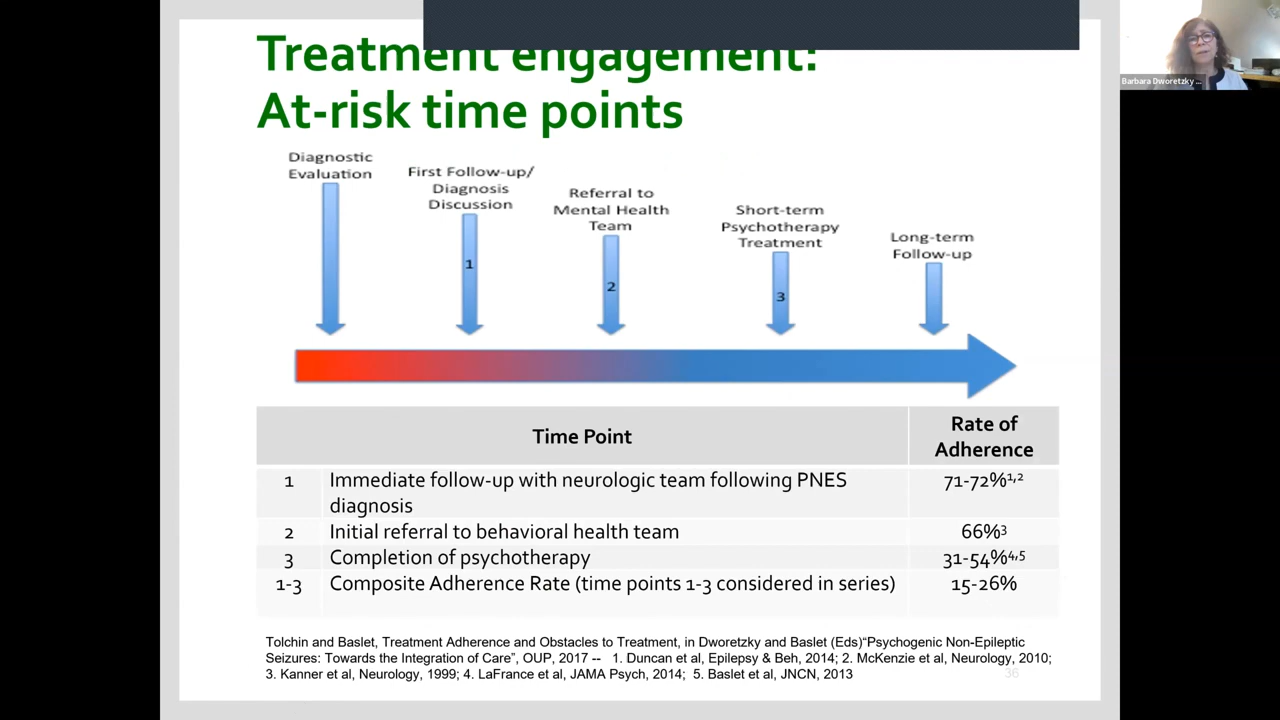 Treatment engagement:
At-risk time points
Diagnostic
Evaluation
First Follow-up/
Diagnosis
Discussion
1
Referral to
Mental Health
Team
2
Short-term
Psychotherapy
Treatment
3
Long-term
Follow-up
Time Point
Rate of
Adherence
1 Immediate follow-up with neurologic team following PNES
diagnosis
71-72%¹,²
2 Initial referral to behavioral health team 66%³
3 Completion of psychotherapy 31-54%⁴,⁵
1-3 Composite Adherence Rate (time points 1-3 considered in series) 15-26%
Tolchin and Baslet, Treatment Adherence and Obstacles to Treatment, in Dworetzky and Baslet (Eds)“Psychogenic Non-Epileptic
Seizures: Towards the Integration of Care”, OUP, 2017 -- 1. Duncan et al, Epilepsy & Beh, 2014; 2. McKenzie et al, Neurology, 2010;
3. Kanner et al, Neurology, 1999; 4. LaFrance et al, JAMA Psych, 2014; 5. Baslet et al, JNCN, 2013
36
Barbara Dworetzky ...